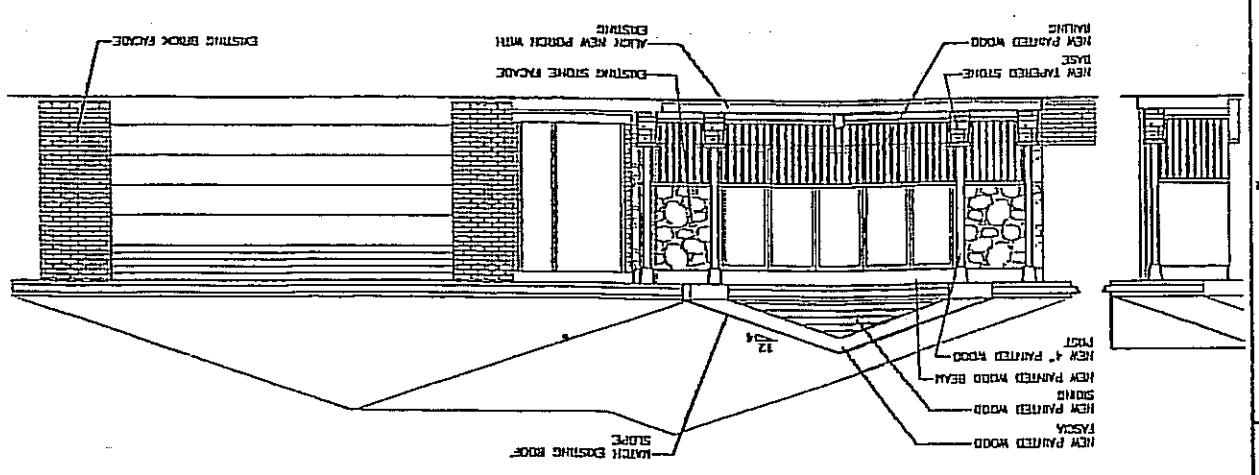 MATCH EXISTING ROOF
SLOPE
NEW PAINTED WOOD
FASCIA
NEW PAINTED WOOD
SIDING
NEW PAINTED WOOD BEAM
NEW 4" PAINTED WOOD
POST
12
4
NEW TAPERED STONE
BASE
NEW PAINTED WOOD
RAILING
EXISTING STONE FACADE
ALIGN NEW PORCH WITH
EXISTING
EXISTING BRICK FACADE